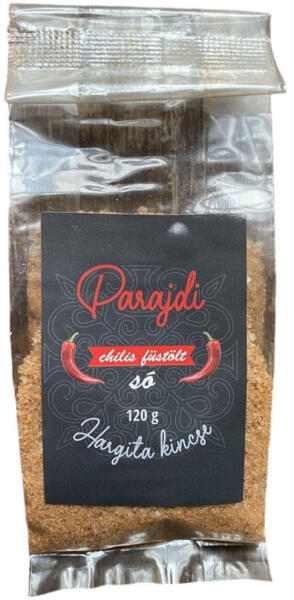 Parajdi
chilis füstölt
só
120 g
Hargita kincse